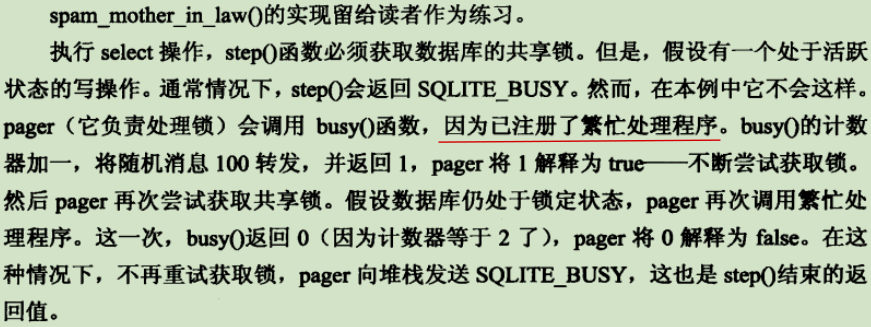 spam_mother_in_law()的实现留给读者作为练习。
执行 select 操作，step()函数必须获取数据库的共享锁。但是，假设有一个处于活跃
状态的写操作。通常情况下，step()会返回 SQLITE_BUSY。然而，在本例中它不会这样。
pager（它负责处理锁）会调用 busy()函数，因为已注册了繁忙处理程序。busy()的计数
器加一，将随机消息 100 转发，并返回 1，pager 将 1 解释为 true——不断尝试获取锁。
然后 pager 再次尝试获取共享锁。假设数据库仍处于锁定状态，pager 再次调用繁忙处
理程序。这一次，busy()返回 0（因为计数器等于 2 了），pager 将 0 解释为 false。在这
种情况下，不再重试获取锁，pager 向堆栈发送 SQLITE_BUSY，这也是 step()结束的返
回值。